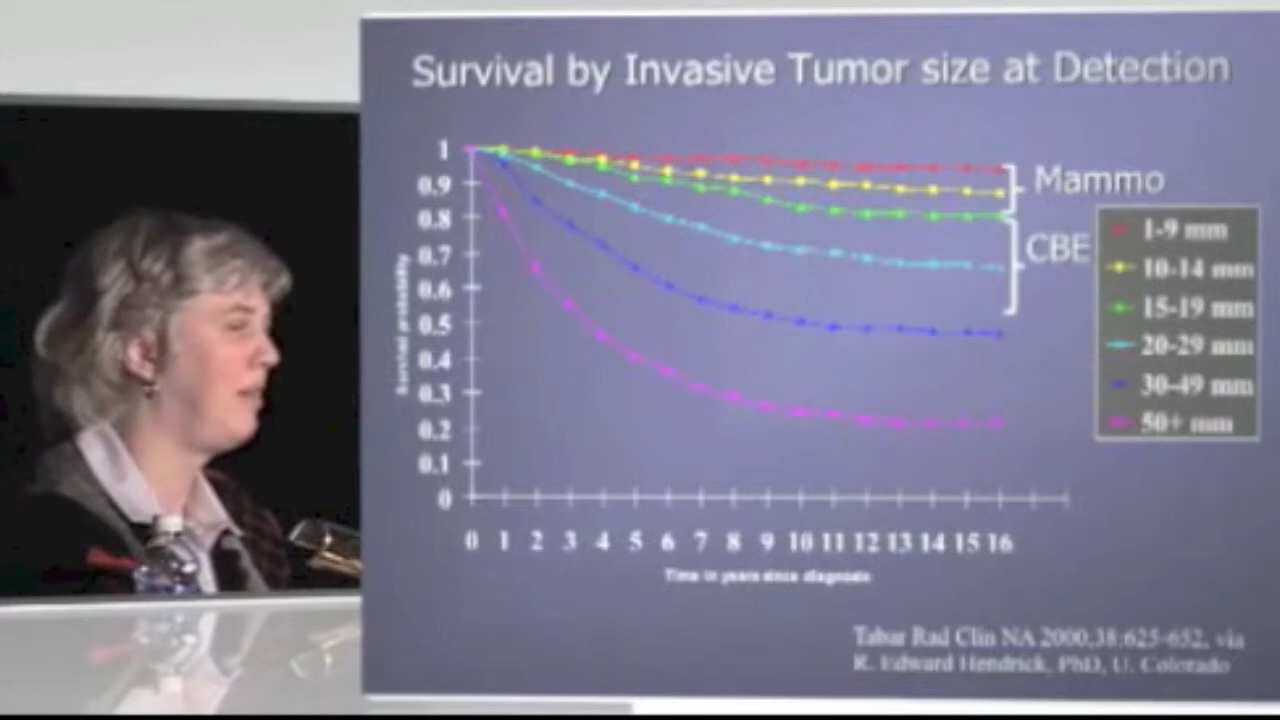 Survival by Invasive Tumor size at Detection
1
0.9
0.8
0.7
0.6
0.5
0.4
0.3
0.2
0.1
0
Survival probability
0 1 2 3 4 5 6 7 8 9 10 11 12 13 14 15 16
Time in years since diagnosis
Mammo
CBE
1-9 mm
10-14 mm
15-19 mm
20-29 mm
30-49 mm
50+ mm
Tabar Rad Clin NA 2000,38:625-652, via
R. Edward Hendrick, PhD, U. Colorado